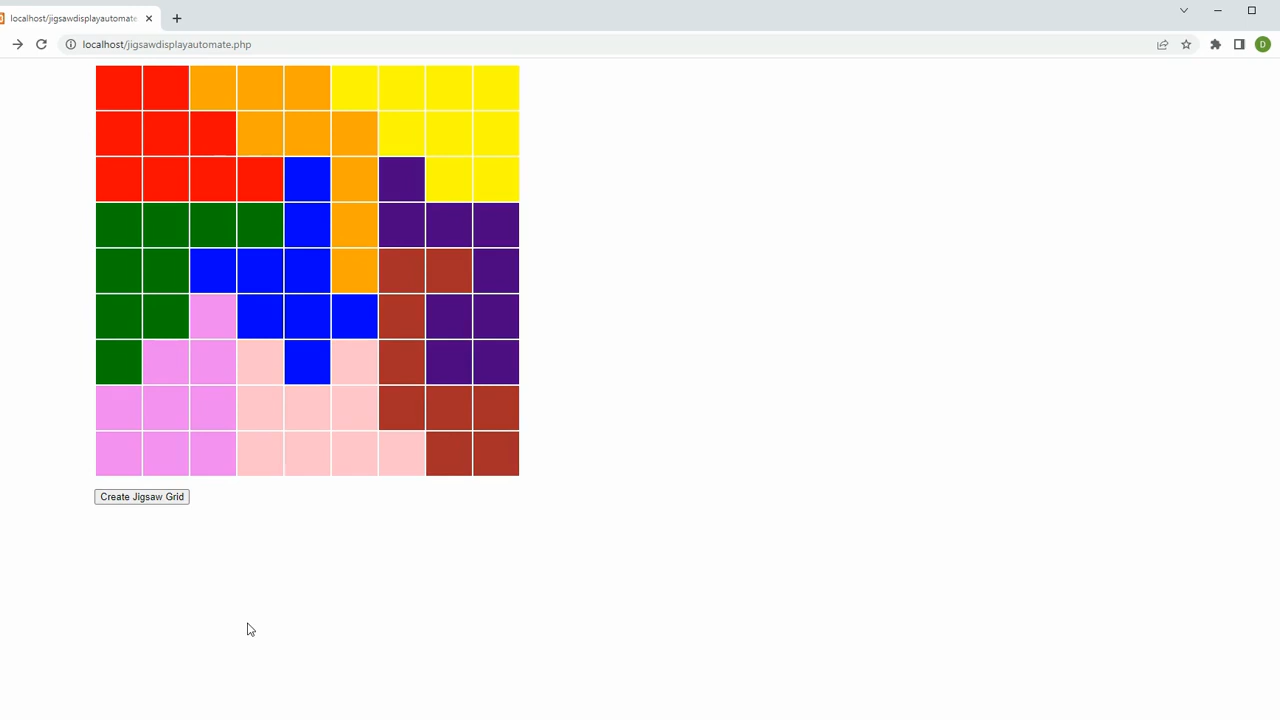 localhost/jigsawdisplayautomate
localhost/jigsawdisplayautomate.php
D
Create Jigsaw Grid